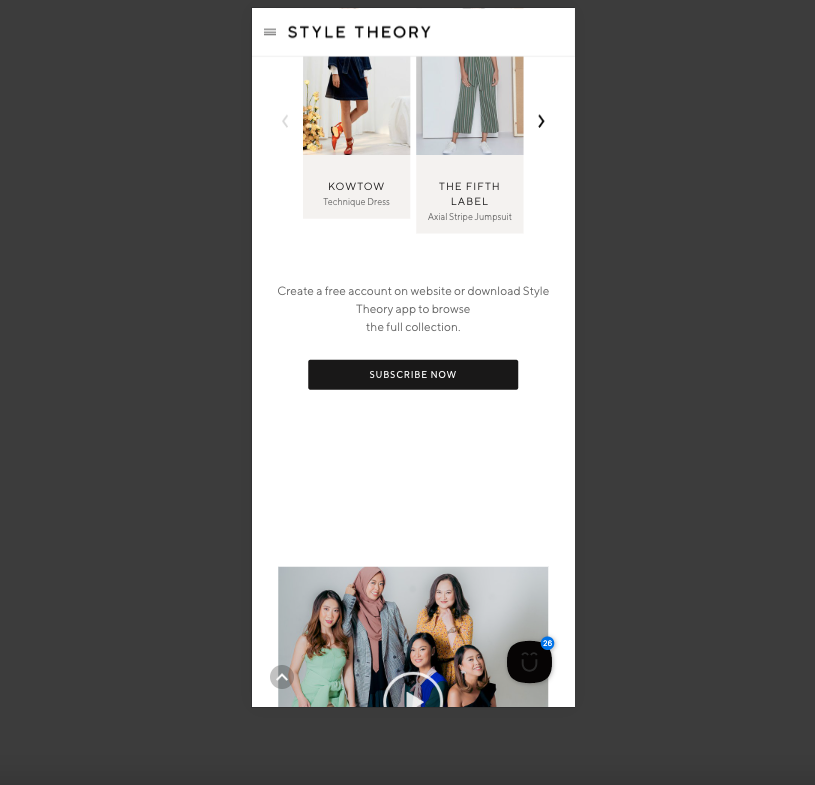 STYLE THEORY
KOWTOW
Technique Dress
THE FIFTH
LABEL
Axial Stripe Jumpsuit
Create a free account on website or download Style
Theory app to browse
the full collection.
SUBSCRIBE NOW
26